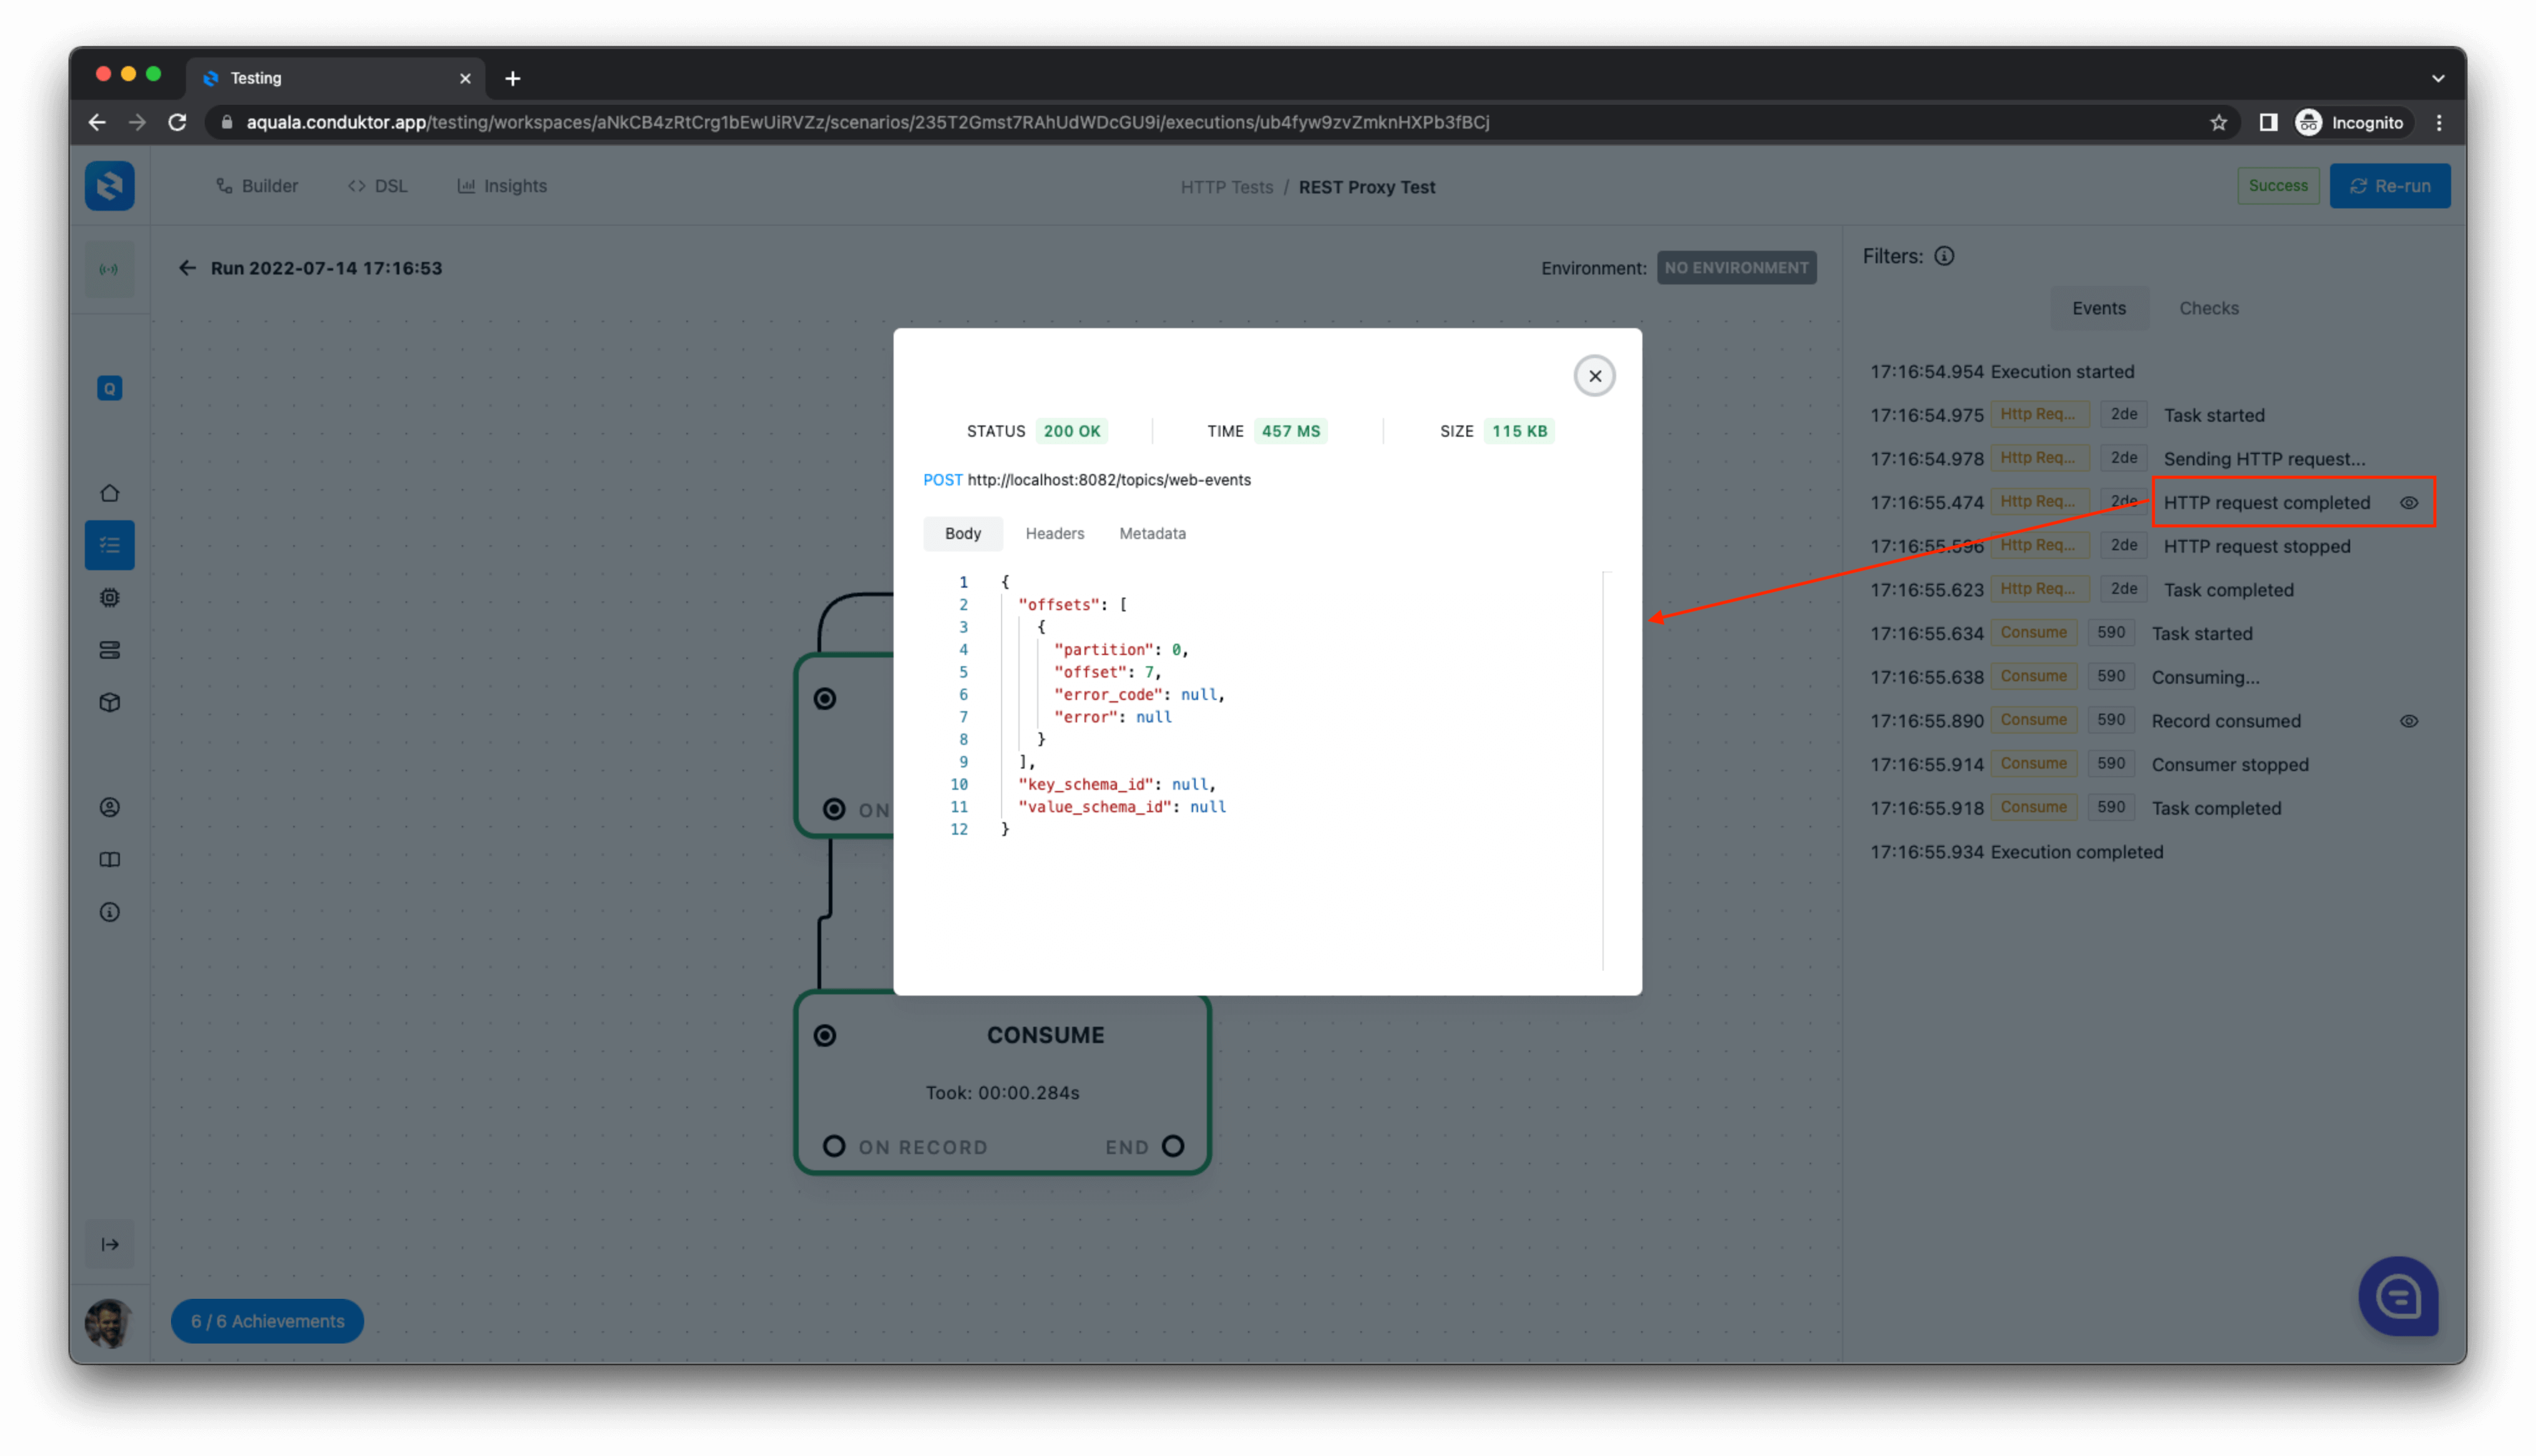 Testing
aquala.conduktor.app/testing/workspaces/aNkCB4zRtCrg1bEwUiRVZz/scenarios/235T2Gmst7RAhUdWDcGU9i/executions/ub4fyw9zvZmknHXPb3fBCj
Incognito
Builder
<> DSL
Insights
HTTP Tests / REST Proxy Test
Success
Re-run
Run 2022-07-14 17:16:53
Environment: NO ENVIRONMENT
Filters:
Events Checks
Q
17:16:54.954 Execution started
17:16:54.975 Http Req... 2de Task started
17:16:54.978 Http Req... 2de Sending HTTP request...
17:16:55.474 Http Req... 2de HTTP request completed
17:16:55.596 Http Req... 2de HTTP request stopped
17:16:55.623 Http Req... 2de Task completed
17:16:55.634 Consume 590 Task started
17:16:55.638 Consume 590 Consuming...
17:16:55.890 Consume 590 Record consumed
17:16:55.914 Consume 590 Consumer stopped
17:16:55.918 Consume 590 Task completed
17:16:55.934 Execution completed
STATUS 200 OK
TIME 457 MS
SIZE 115 KB
POST http://localhost:8082/topics/web-events
Body Headers Metadata
1 {
2 "offsets": [
3 {
4 "partition": 0,
5 "offset": 7,
6 "error_code": null,
7 "error": null
8 }
9 ],
10 "key_schema_id": null,
11 "value_schema_id": null
12 }
ON
CONSUME
Took: 00:00.284s
ON RECORD END
6 / 6 Achievements